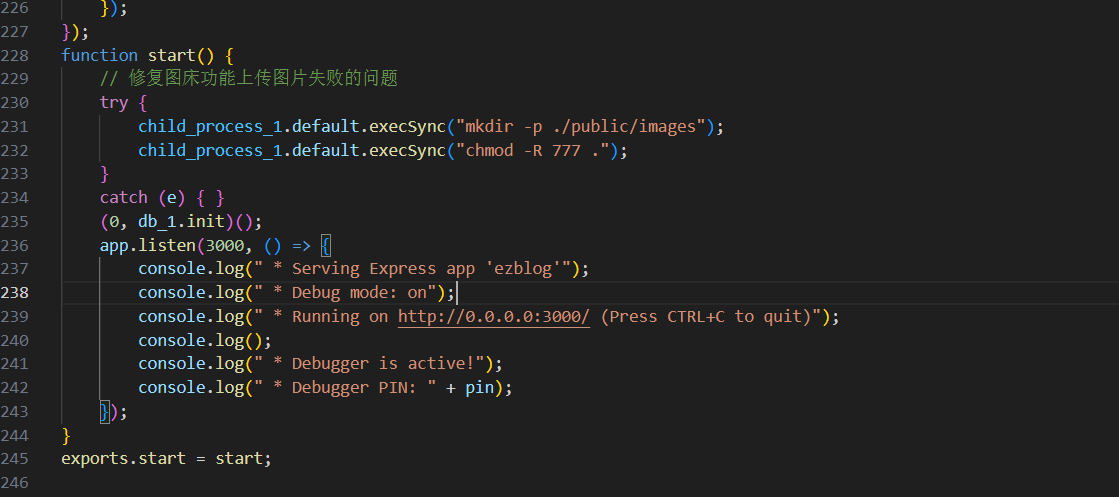 226 });
227 });
228 function start() {
229 // 修复图床功能上传图片失败的问题
230 try {
231 child_process_1.default.execSync("mkdir -p ./public/images");
232 child_process_1.default.execSync("chmod -R 777 .");
233 }
234 catch (e) { }
235 (0, db_1.init)();
236 app.listen(3000, () => {
237 console.log(" * Serving Express app 'ezblog'");
238 console.log(" * Debug mode: on");
239 console.log(" * Running on http://0.0.0.0:3000/ (Press CTRL+C to quit)");
240 console.log();
241 console.log(" * Debugger is active!");
242 console.log(" * Debugger PIN: " + pin);
243 });
244 }
245 exports.start = start;
246